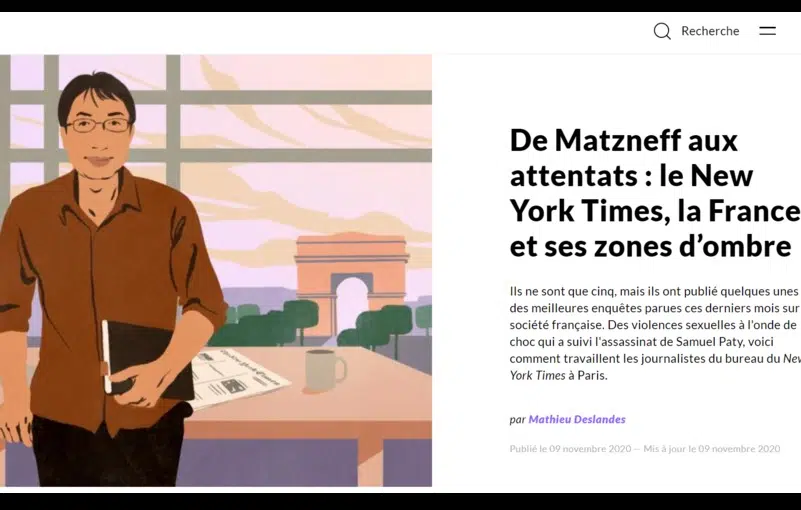 Recherche
De Matzneff aux
attentats : le New
York Times, la France
et ses zones d’ombre
Ils ne sont que cinq, mais ils ont publié quelques unes
des meilleures enquêtes parues ces derniers mois sur
société française. Des violences sexuelles à l'onde de
choc qui a suivi l'assassinat de Samuel Paty, voici
comment travaillent les journalistes du bureau du New
York Times à Paris.
par Mathieu Deslandes
Publié le 09 novembre 2020 — Mis à jour le 09 novembre 2020